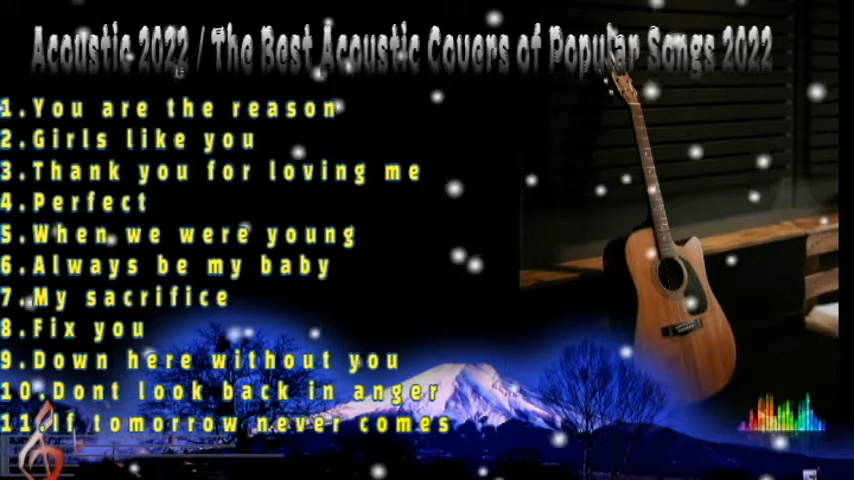 Acoustic 2022 / The Best Acoustic Covers of Popular Songs 2022
1.You are the reason
2.Girls like you
3.Thank you for loving me
4.Perfect
5.When we were young
6.Always be my baby
7.My sacrifice
8.Fix you
9.Down here without you
10.Dont look back in anger
11.If tomorrow never comes